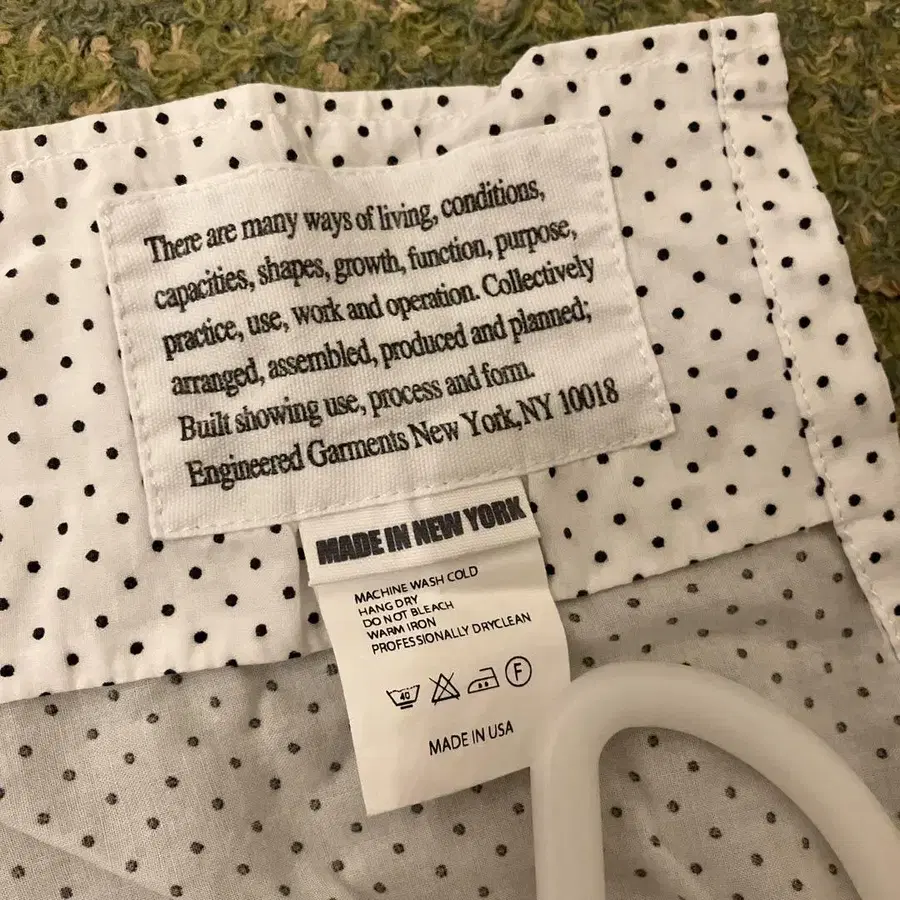 There are many ways of living, conditions,
capacities, shapes, growth, function, purpose,
practice, use, work and operation. Collectively
arranged, assembled, produced and planned;
Built showing use, process and form.
Engineered Garments New York,NY 10018
MADE IN NEW YORK
MACHINE WASH COLD
HANG DRY
DO NOT BLEACH
WARM IRON
PROFESSIONALLY DRYCLEAN
40 F
MADE IN USA